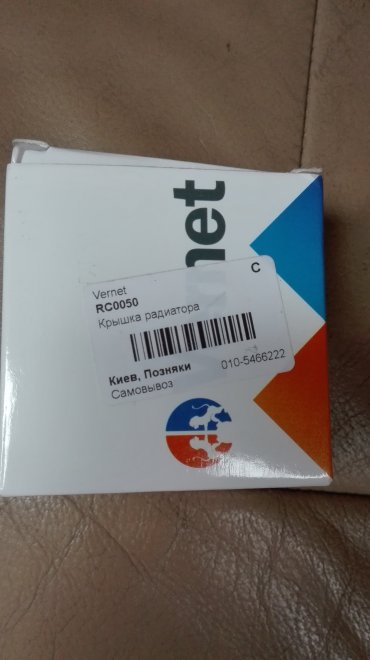 net
Vernet
C
RC0050
Крышка радиатора
Киев, Позняки 010-5466222
Самовывоз